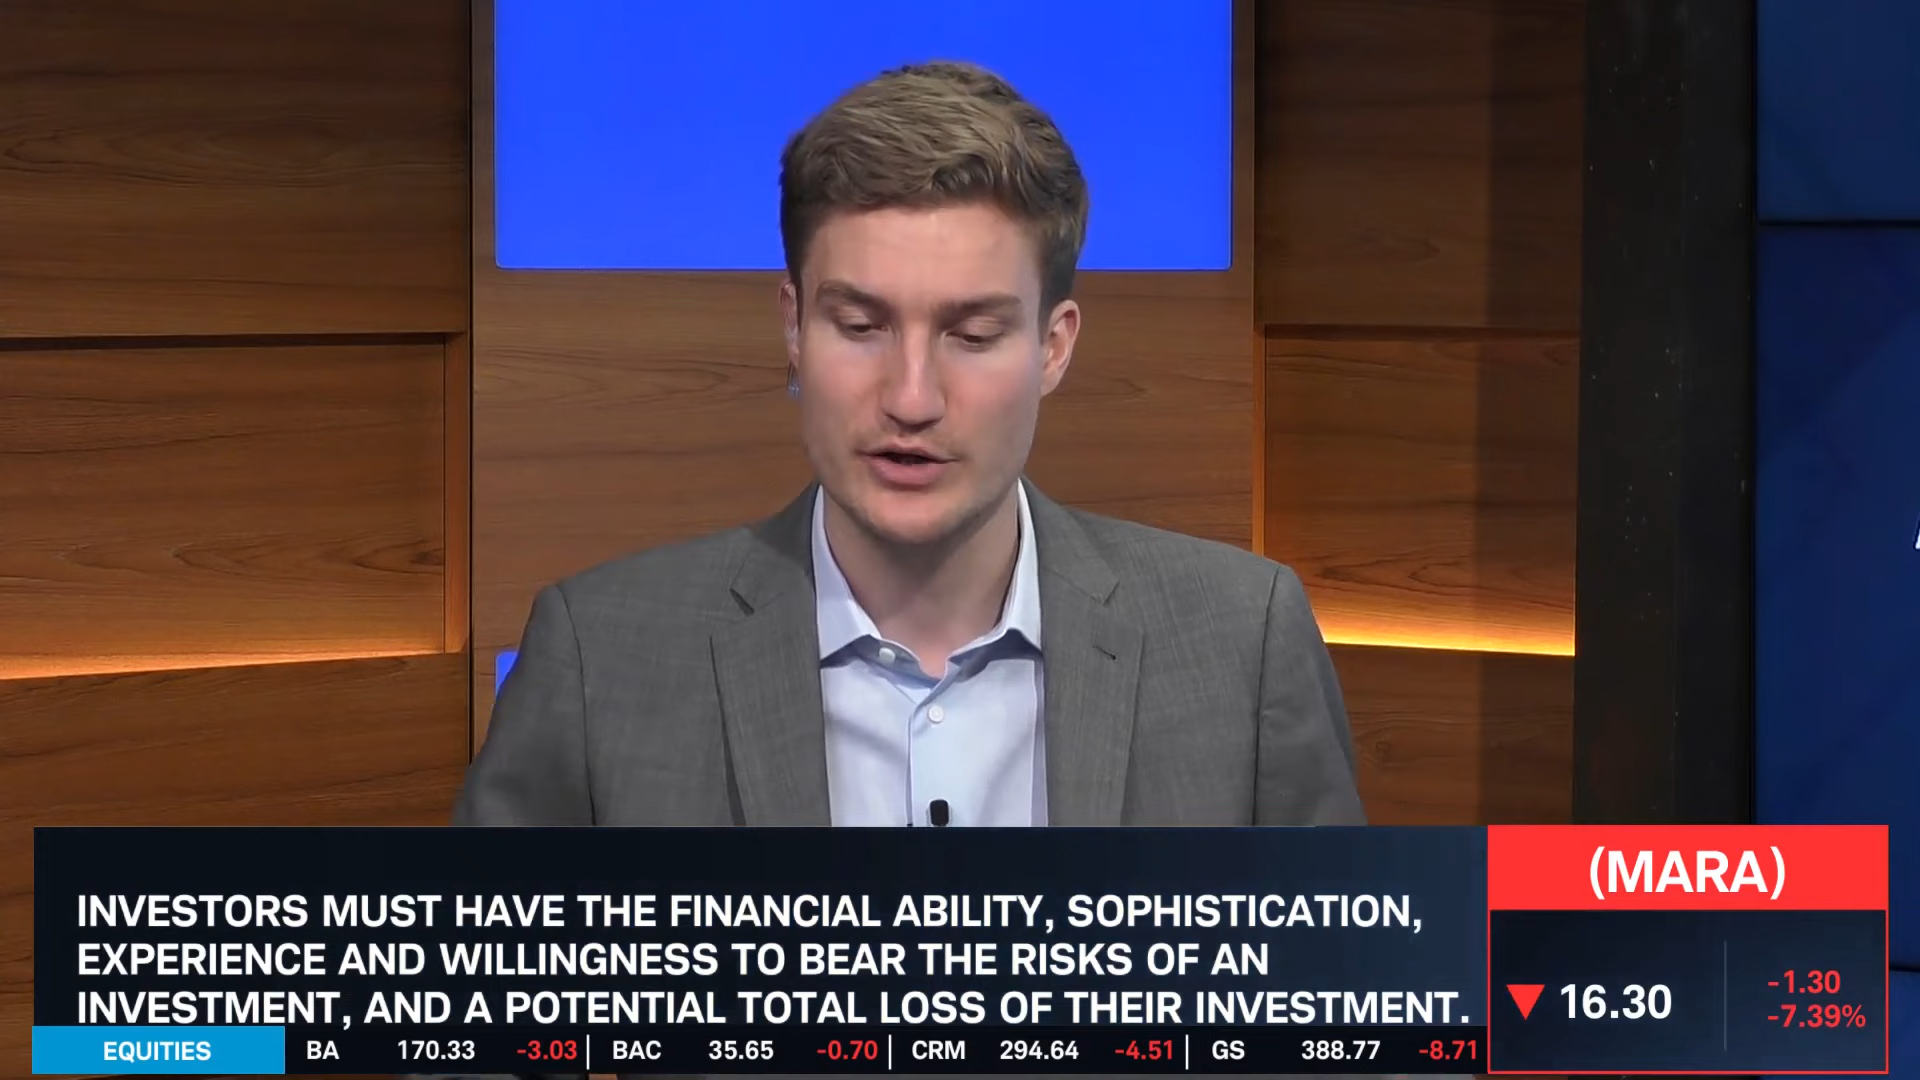 INVESTORS MUST HAVE THE FINANCIAL ABILITY, SOPHISTICATION,
EXPERIENCE AND WILLINGNESS TO BEAR THE RISKS OF AN
INVESTMENT, AND A POTENTIAL TOTAL LOSS OF THEIR INVESTMENT.
(MARA)
16.30
-1.30
-7.39%
EQUITIES BA 170.33 -3.03 BAC 35.65 -0.70 CRM 294.64 -4.51 GS 388.77 -8.71